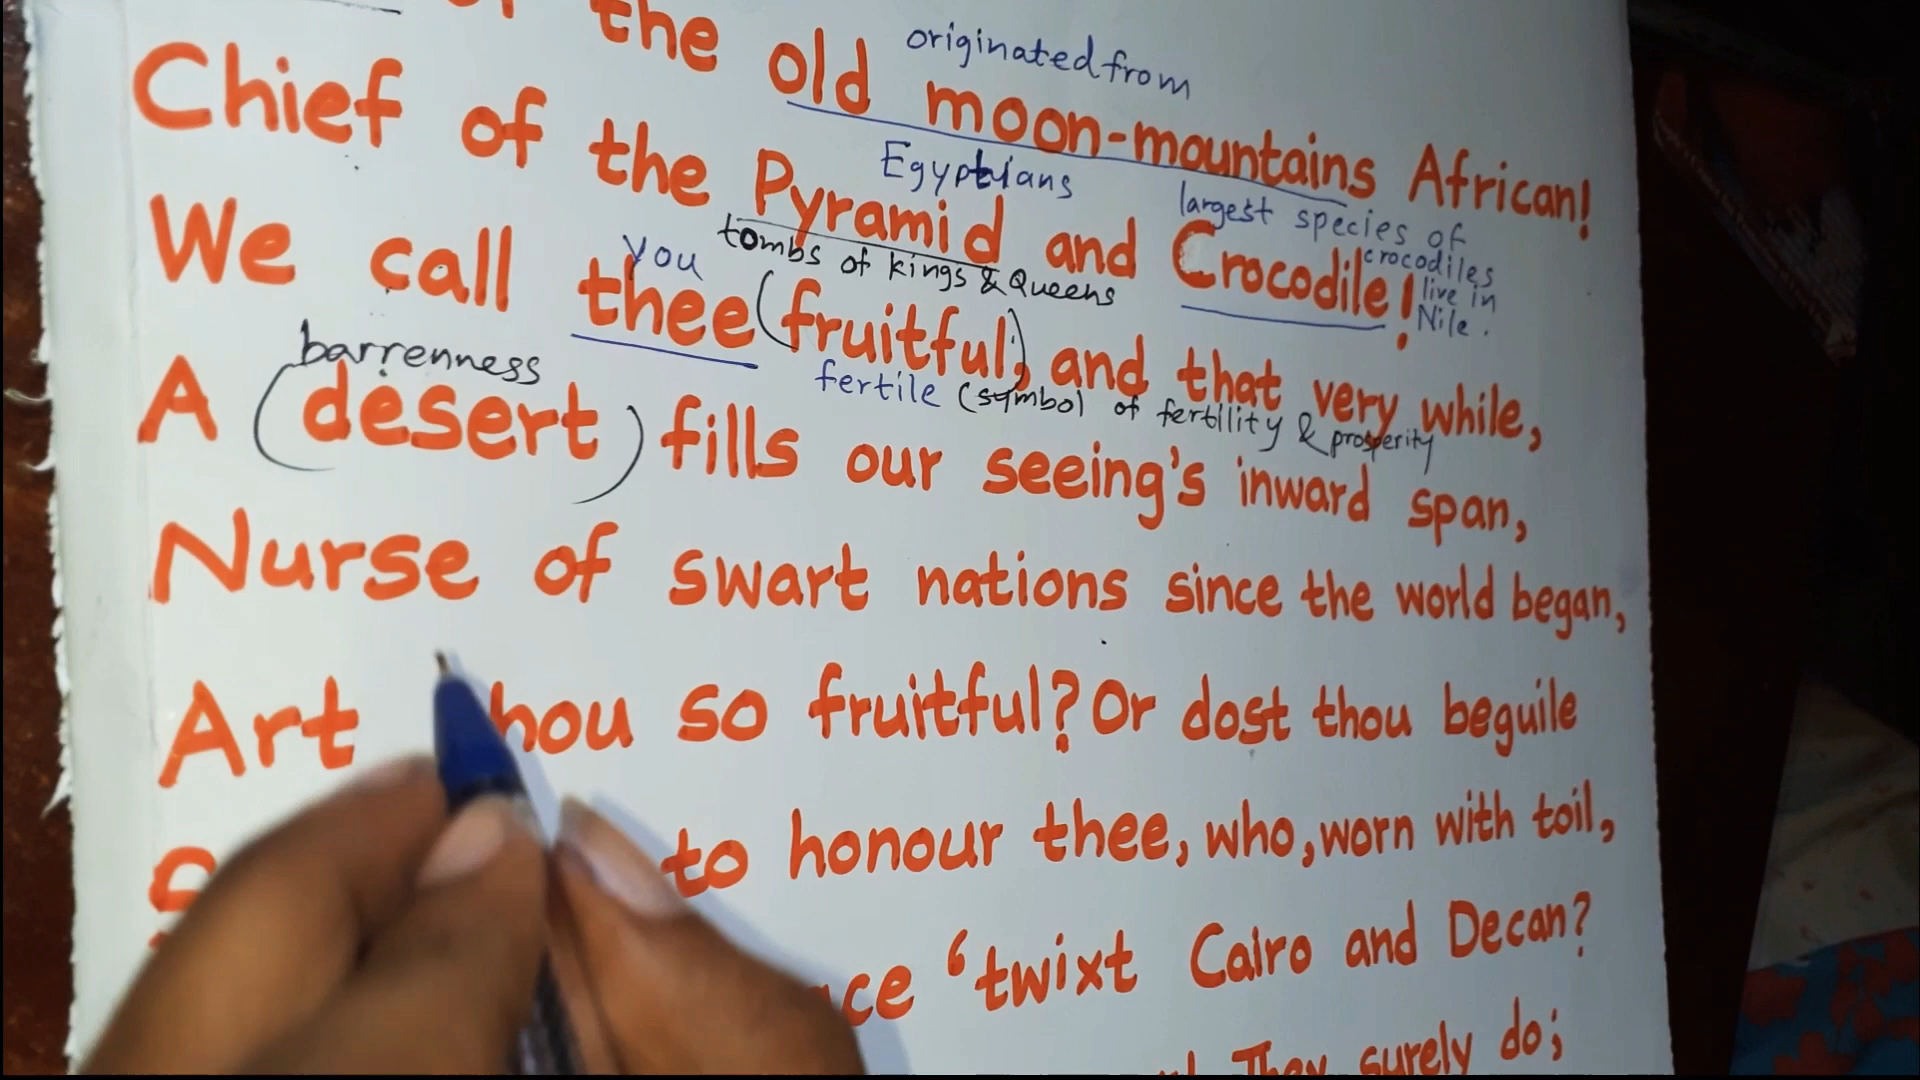 the old moon-mountains African!
originated from
Chief of the Pyramid and Crocodile!
Egyptians
largest species of
crocodiles
live in
Nile.
tombs of kings & Queens
you
We call thee (fruitful,) and that very while,
barrenness
fertile (symbol of fertility & prosperity
A (desert) fills our seeing's inward span,
Nurse of swart nations since the world began,
Art hou so fruitful? Or dost thou beguile
to honour thee, who, worn with toil,
ce 'twixt Cairo and Decan?
They surely do;